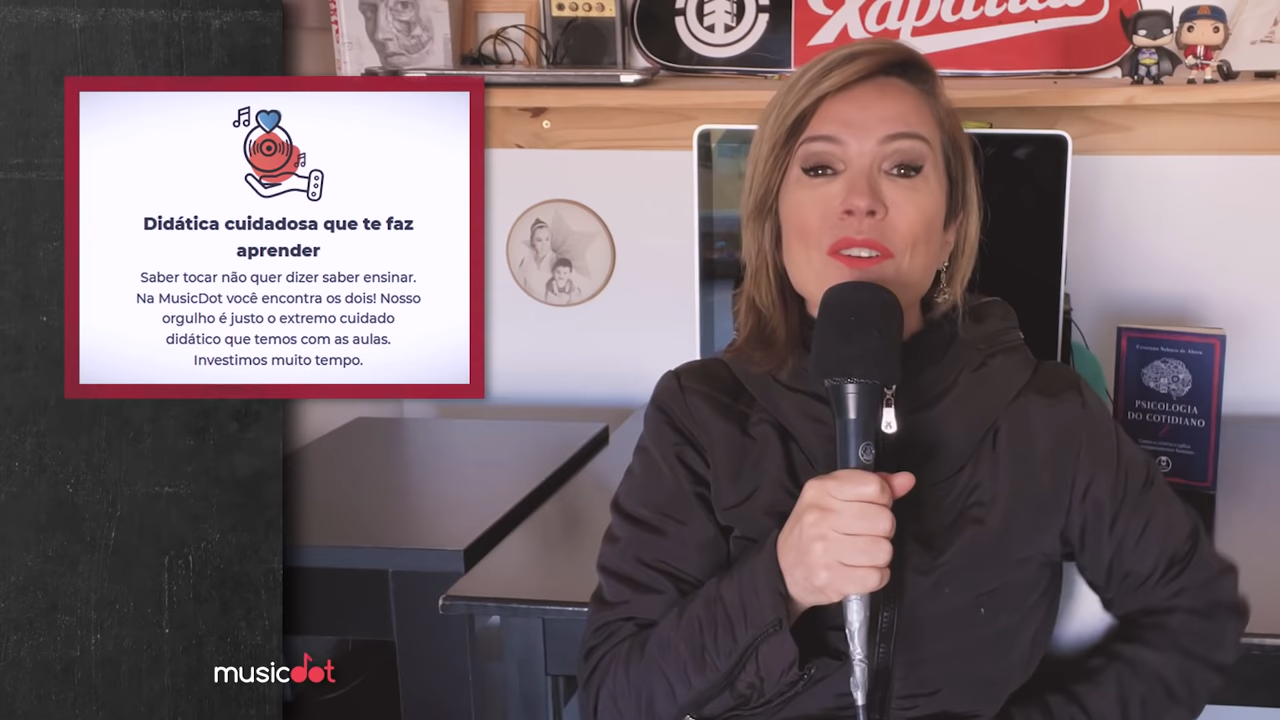 Xapadas
Didática cuidadosa que te faz
aprender
Saber tocar não quer dizer saber ensinar.
Na MusicDot você encontra os dois! Nosso
orgulho é justo o extremo cuidado
didático que temos com as aulas.
Investimos muito tempo.
PSICOLOGIA
DO COTIDIANO
musicdot